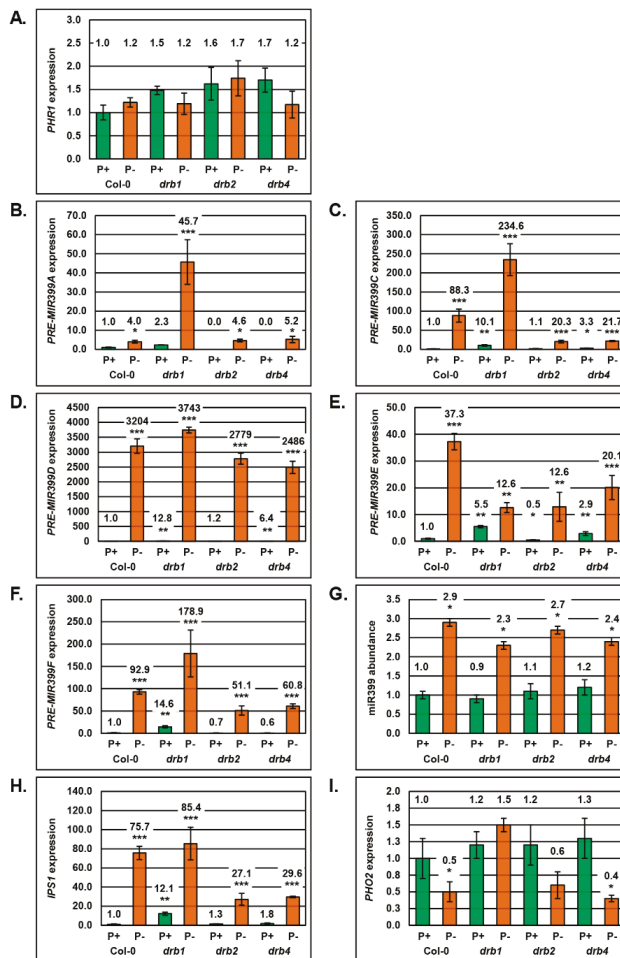 A.
PHR1 expression
3.0
2.5
2.0
1.5
1.0
0.5
0.0
1.0 1.2 1.5 1.2 1.6 1.7 1.7 1.2
P+ P- P+ P- P+ P- P+ P-
Col-0 drb1 drb2 drb4
B.
PRE-MIR399A expression
70.0
60.0
50.0
40.0
30.0
20.0
10.0
0.0
45.7
***
1.0 4.0 2.3 0.0 4.6 0.0 5.2
* * *
P+ P- P+ P- P+ P- P+ P-
Col-0 drb1 drb2 drb4
C.
PRE-MIR399C expression
350.0
300.0
250.0
200.0
150.0
100.0
50.0
0.0
234.6
***
88.3
***
1.0 10.1 1.1 20.3 3.3 21.7
** *** * ***
P+ P- P+ P- P+ P- P+ P-
Col-0 drb1 drb2 drb4
D.
PRE-MIR399D expression
4500
4000
3500
3000
2500
2000
1500
1000
500
0
3204 3743 2779 2486
*** *** *** ***
1.0 12.8 1.2 6.4
** **
P+ P- P+ P- P+ P- P+ P-
Col-0 drb1 drb2 drb4
E.
PRE-MIR399E expression
50.0
40.0
30.0
20.0
10.0
0.0
37.3
***
20.1
***
12.6 12.6
** **
1.0 5.5 0.5 2.9
** * **
P+ P- P+ P- P+ P- P+ P-
Col-0 drb1 drb2 drb4
F.
PRE-MIR399F expression
300.0
250.0
200.0
150.0
100.0
50.0
0.0
178.9
***
92.9 51.1 60.8
*** *** ***
1.0 14.6 0.7 0.6
**
P+ P- P+ P- P+ P- P+ P-
Col-0 drb1 drb2 drb4
G.
miR399 abundance
3.5
3.0
2.5
2.0
1.5
1.0
0.5
0.0
2.9 2.3 2.7 2.4
* * * *
1.0 0.9 1.1 1.2
P+ P- P+ P- P+ P- P+ P-
Col-0 drb1 drb2 drb4
H.
IPS1 expression
140.0
120.0
100.0
80.0
60.0
40.0
20.0
0.0
75.7 85.4
*** ***
27.1 29.6
*** ***
1.0 12.1 1.3 1.8
**
P+ P- P+ P- P+ P- P+ P-
Col-0 drb1 drb2 drb4
I.
PHO2 expression
2.0
1.8
1.5
1.3
1.0
0.8
0.5
0.3
0.0
1.0 1.2 1.5 1.2 1.3
0.5 0.6 0.4
* *
P+ P- P+ P- P+ P- P+ P-
Col-0 drb1 drb2 drb4